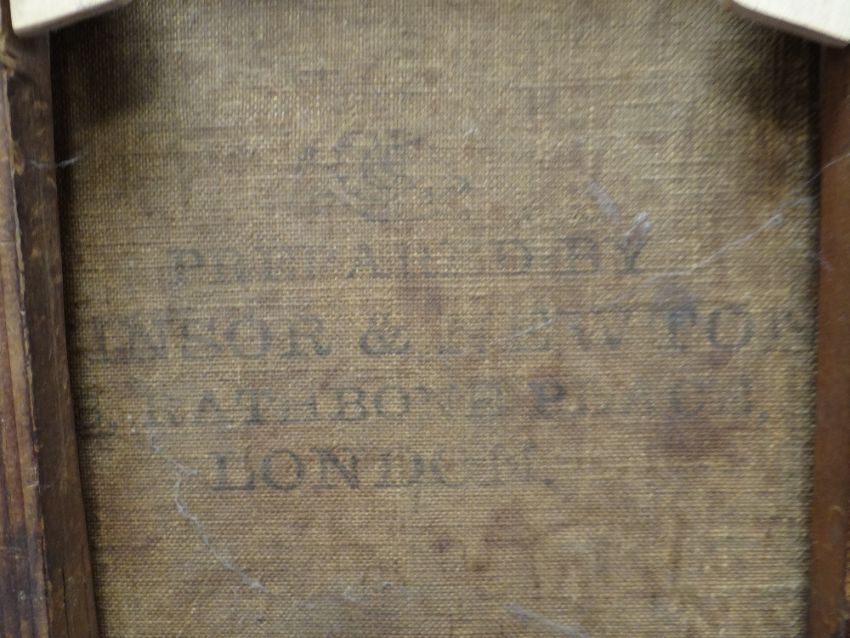 PREPARED BY
INSOR & NEWTON
RATHBONE PLACE,
LONDON.